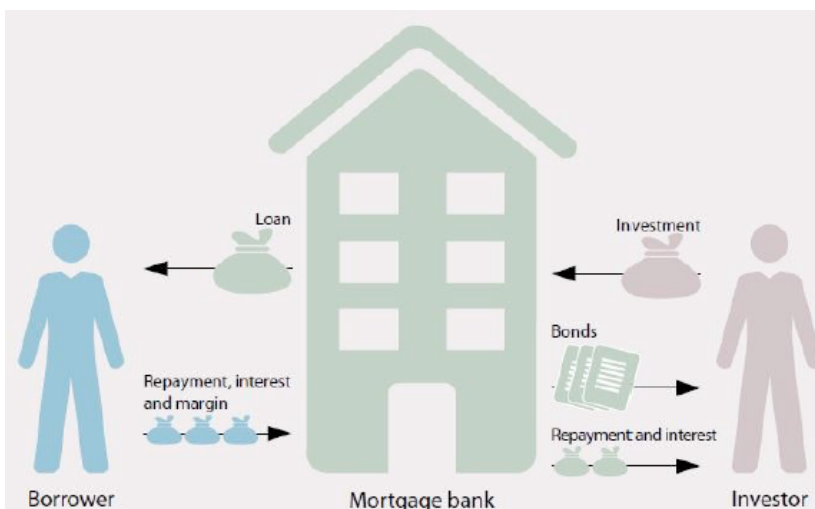 Loan
Investment
Bonds
Repayment, interest
and margin
Repayment and interest
Borrower
Mortgage bank
Investor